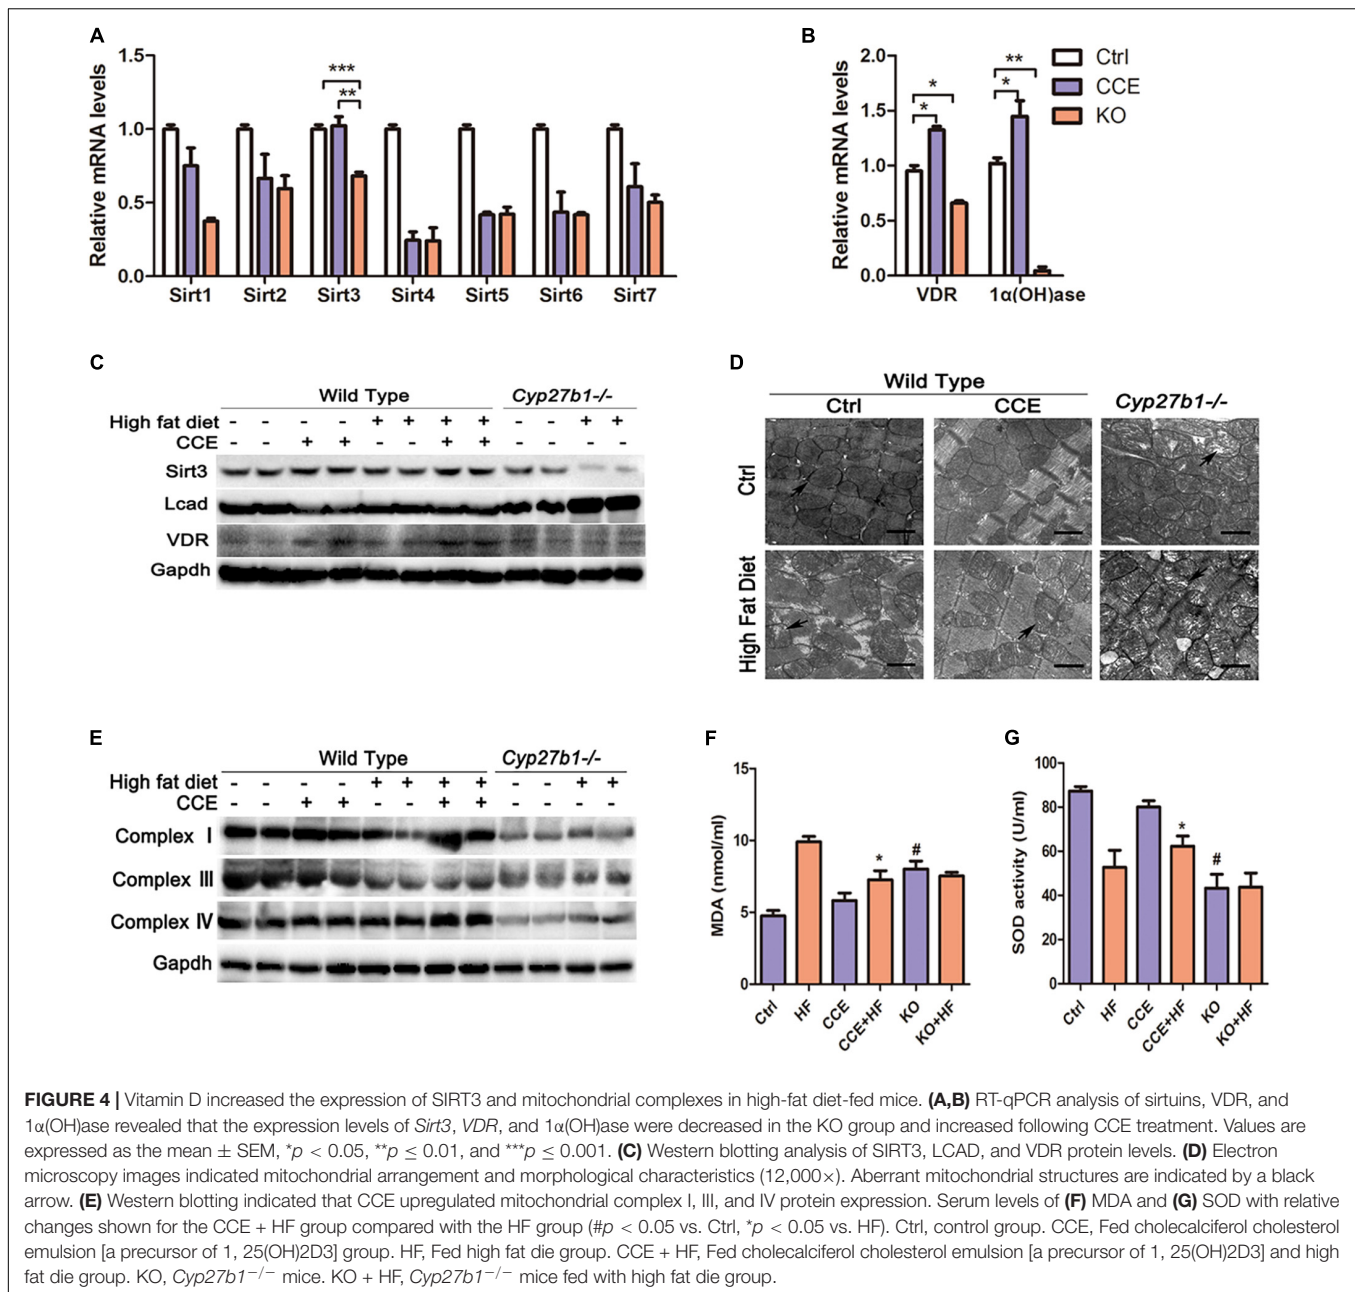 A
1.5
1.0
0.5
0.0
Relative mRNA levels
***
**
Sirt1 Sirt2 Sirt3 Sirt4 Sirt5 Sirt6 Sirt7
B
2.0
1.5
1.0
0.5
0.0
Relative mRNA levels
* * ** *
VDR 1α(OH)ase
Ctrl
CCE
KO
C
Wild Type Cyp27b1-/-
High fat diet - - - - + + + + - - + +
CCE - - + + - - + + - - - -
Sirt3
Lcad
VDR
Gapdh
D
Wild Type
Ctrl CCE Cyp27b1-/-
Ctrl
High Fat Diet
E
Wild Type Cyp27b1-/-
High fat diet - - - - + + + + - - + +
CCE - - + + - - + + - - - -
Complex I
Complex III
Complex IV
Gapdh
F
15
10
5
0
MDA (nmol/ml)
* #
Ctrl HF CCE CCE+HF KO KO+HF
G
100
80
60
40
20
0
SOD activity (U/ml)
* #
Ctrl HF CCE CCE+HF KO KO+HF
FIGURE 4 | Vitamin D increased the expression of SIRT3 and mitochondrial complexes in high-fat diet-fed mice. (A,B) RT-qPCR analysis of sirtuins, VDR, and
1α(OH)ase revealed that the expression levels of Sirt3, VDR, and 1α(OH)ase were decreased in the KO group and increased following CCE treatment. Values are
expressed as the mean ± SEM, *p < 0.05, **p ≤ 0.01, and ***p ≤ 0.001. (C) Western blotting analysis of SIRT3, LCAD, and VDR protein levels. (D) Electron
microscopy images indicated mitochondrial arrangement and morphological characteristics (12,000×). Aberrant mitochondrial structures are indicated by a black
arrow. (E) Western blotting indicated that CCE upregulated mitochondrial complex I, III, and IV protein expression. Serum levels of (F) MDA and (G) SOD with relative
changes shown for the CCE + HF group compared with the HF group (#p < 0.05 vs. Ctrl, *p < 0.05 vs. HF). Ctrl, control group. CCE, Fed cholecalciferol cholesterol
emulsion [a precursor of 1, 25(OH)2D3] group. HF, Fed high fat die group. CCE + HF, Fed cholecalciferol cholesterol emulsion [a precursor of 1, 25(OH)2D3] and high
fat die group. KO, Cyp27b1−/− mice. KO + HF, Cyp27b1−/− mice fed with high fat die group.